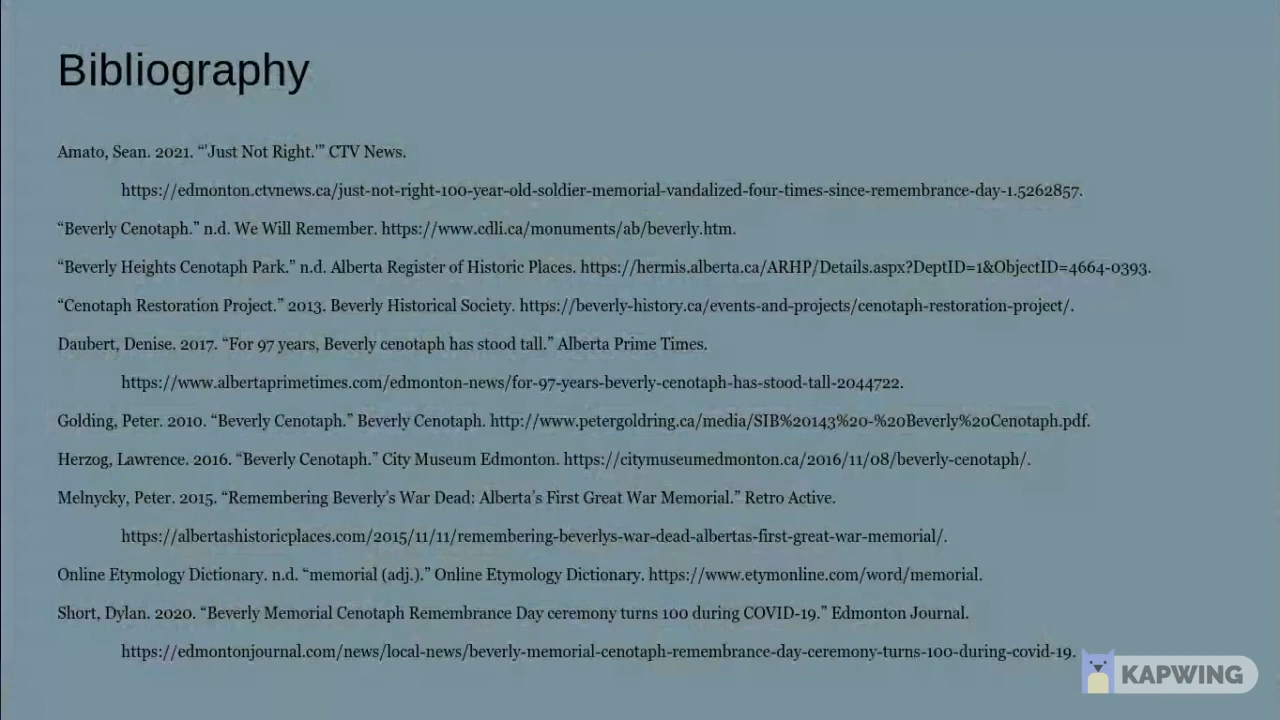 Bibliography
Amato, Sean. 2021. “'Just Not Right.'” CTV News.
https://edmonton.ctvnews.ca/just-not-right-100-year-old-soldier-memorial-vandalized-four-times-since-remembrance-day-1.5262857.
“Beverly Cenotaph.” n.d. We Will Remember. https://www.cdli.ca/monuments/ab/beverly.htm.
“Beverly Heights Cenotaph Park.” n.d. Alberta Register of Historic Places. https://hermis.alberta.ca/ARHP/Details.aspx?DeptID=1&ObjectID=4664-0393.
“Cenotaph Restoration Project.” 2013. Beverly Historical Society. https://beverly-history.ca/events-and-projects/cenotaph-restoration-project/.
Daubert, Denise. 2017. “For 97 years, Beverly cenotaph has stood tall.” Alberta Prime Times.
https://www.albertaprimetimes.com/edmonton-news/for-97-years-beverly-cenotaph-has-stood-tall-2044722.
Golding, Peter. 2010. “Beverly Cenotaph.” Beverly Cenotaph. http://www.petergoldring.ca/media/SIB%20143%20-%20Beverly%20Cenotaph.pdf.
Herzog, Lawrence. 2016. “Beverly Cenotaph.” City Museum Edmonton. https://citymuseumedmonton.ca/2016/11/08/beverly-cenotaph/.
Melnycky, Peter. 2015. “Remembering Beverly's War Dead: Alberta's First Great War Memorial.” Retro Active.
https://albertashistoricplaces.com/2015/11/11/remembering-beverlys-war-dead-albertas-first-great-war-memorial/.
Online Etymology Dictionary. n.d. “memorial (adj.).” Online Etymology Dictionary. https://www.etymonline.com/word/memorial.
Short, Dylan. 2020. “Beverly Memorial Cenotaph Remembrance Day ceremony turns 100 during COVID-19.” Edmonton Journal.
https://edmontonjournal.com/news/local-news/beverly-memorial-cenotaph-remembrance-day-ceremony-turns-100-during-covid-19.
KAPWING